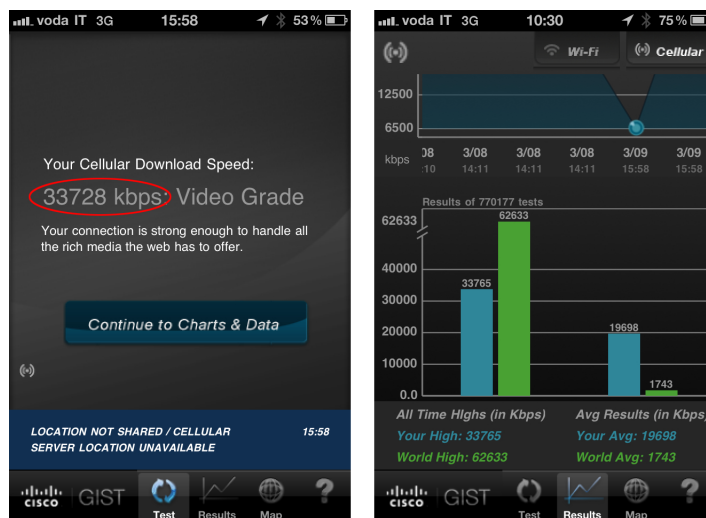 voda IT 3G 15:58 53%
Your Cellular Download Speed:
33728 kbps: Video Grade
Your connection is strong enough to handle all
the rich media the web has to offer.
Continue to Charts & Data
LOCATION NOT SHARED / CELLULAR 15:58
SERVER LOCATION UNAVAILABLE
cisco GIST
Test Results Map ?
voda IT 3G 10:30 75%
Wi-Fi Cellular
12500
6500
kbps 08 3/08 3/08 3/08 3/09 3/09
:10 14:11 14:11 14:11 15:58 15:58
Results of 770177 tests
62633 62633
40000
33765
30000
20000 19698
10000
1743
0.0
All Time HIghs (in Kbps) Avg Results (in Kbps)
Your High: 33765 Your Avg: 19698
World High: 62633 World Avg: 1743
cisco GIST
Test Results Map ?